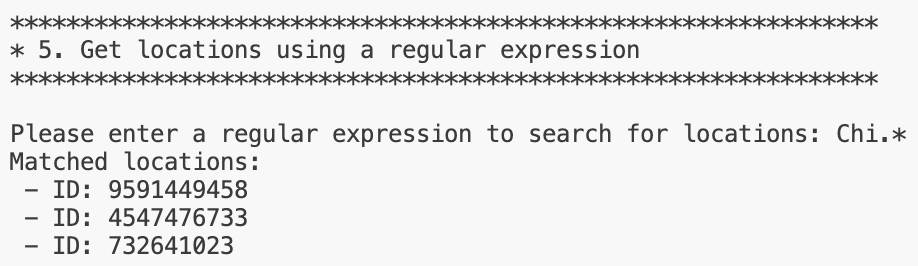 **************************************************************
* 5. Get locations using a regular expression
**************************************************************
Please enter a regular expression to search for locations: Chi.*
Matched locations:
 - ID: 9591449458
 - ID: 4547476733
 - ID: 732641023